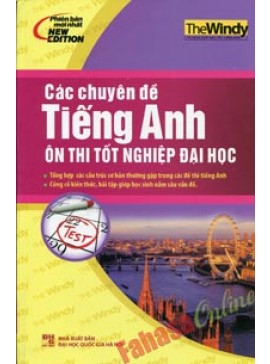 Phiên bản mới nhất
NEW
EDITION
TheWindy
Các chuyên đề
Tiếng Anh
ÔN THI TỐT NGHIỆP ĐẠI HỌC
Tổng hợp các cấu trúc cơ bản thường gặp trong các đề thi tiếng Anh
Củng cố kiến thức, bài tập giúp học sinh nắm sâu vấn đề.
TEST
NHÀ XUẤT BẢN
ĐẠI HỌC QUỐC GIA HÀ NỘI
Fahasa Online